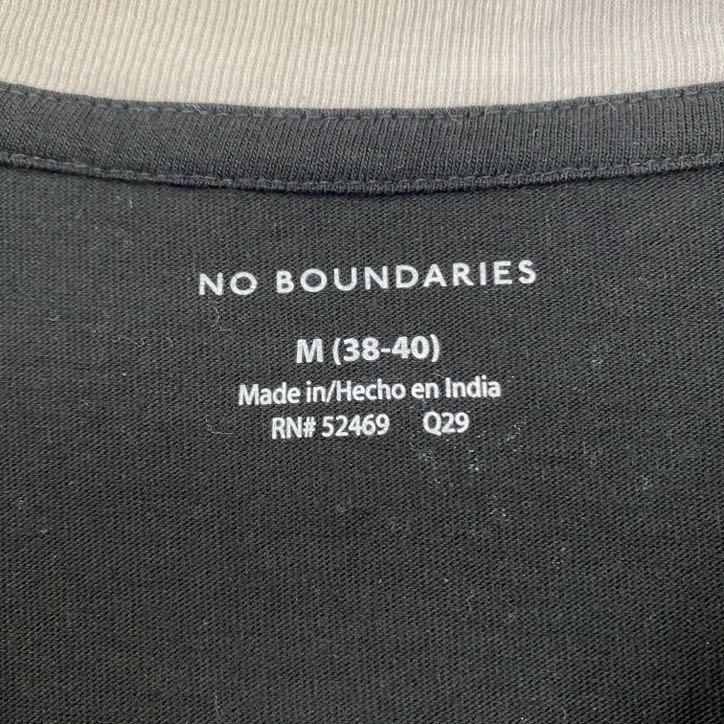 NO BOUNDARIES
M (38-40)
Made in/Hecho en India
RN# 52469 Q29